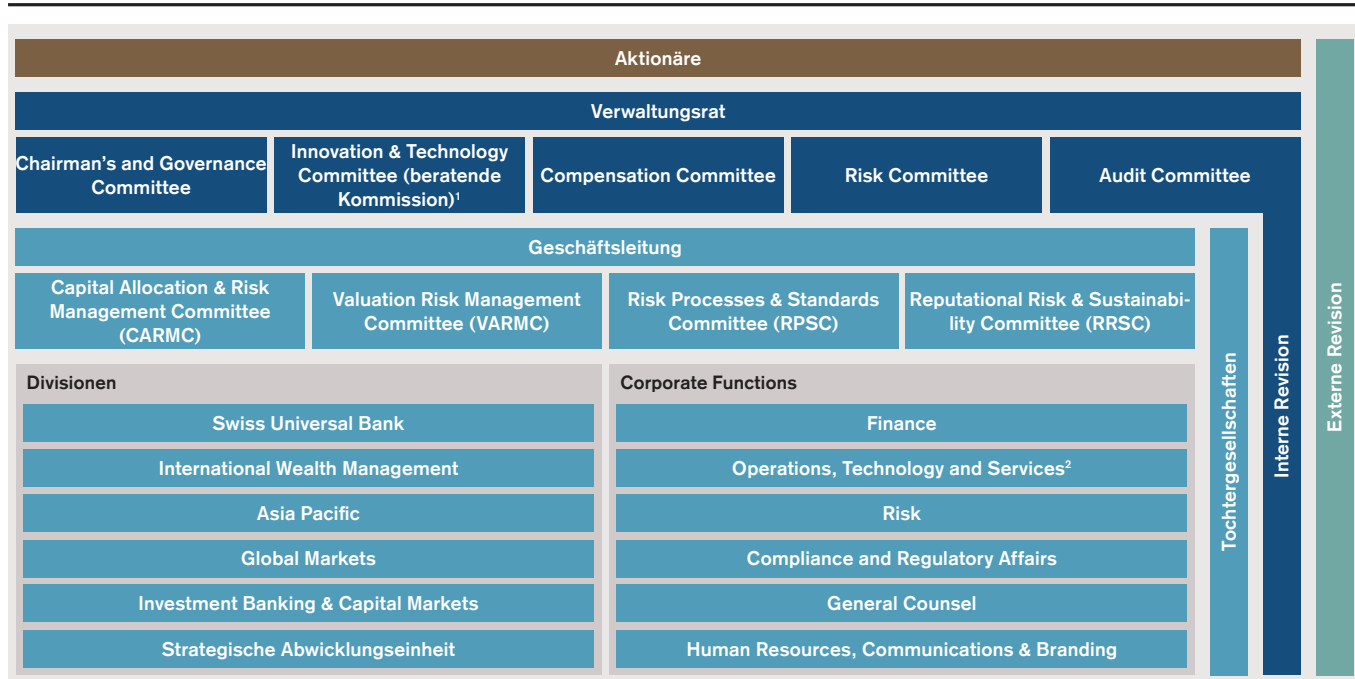 Aktionäre
Verwaltungsrat
Chairman's and Governance
Committee
Innovation & Technology
Committee (beratende
Kommission)¹
Compensation Committee
Risk Committee
Audit Committee
Geschäftsleitung
Capital Allocation & Risk
Management Committee
(CARMC)
Valuation Risk Management
Committee (VARMC)
Risk Processes & Standards
Committee (RPSC)
Reputational Risk & Sustainabi-
lity Committee (RRSC)
Divisionen
Swiss Universal Bank
International Wealth Management
Asia Pacific
Global Markets
Investment Banking & Capital Markets
Strategische Abwicklungseinheit
Corporate Functions
Finance
Operations, Technology and Services²
Risk
Compliance and Regulatory Affairs
General Counsel
Human Resources, Communications & Branding
Tochtergesellschaften
Interne Revision
Externe Revision